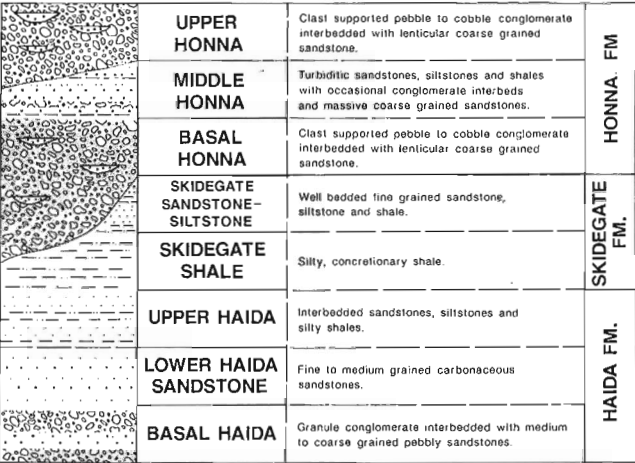 UPPER
HONNA
Clast supported pebble to cobble conglomerate
interbedded with lenticular coarse grained
sandstone.
MIDDLE
HONNA
Turbiditic sandstones, siltstones and shales
with occasional conglomerate interbeds
and massive coarse grained sandstones.
BASAL
HONNA
Clast supported pebble to cobble conglomerate
interbedded with lenticular coarse grained
sandstone.
HONNA. FM
SKIDEGATE
SANDSTONE-
SILTSTONE
Well bedded fine grained sandstone,
siltstone and shale.
SKIDEGATE
SHALE
Silty, concretionary shale.
SKIDEGATE
FM.
UPPER HAIDA
Interbedded sandstones, silstones and
silty shales.
LOWER HAIDA
SANDSTONE
Fine to medium grained carbonaceous
sandstones.
BASAL HAIDA
Granule conglomerate interbedded with medium
to coarse grained pebbly sandstones.
HAIDA FM.